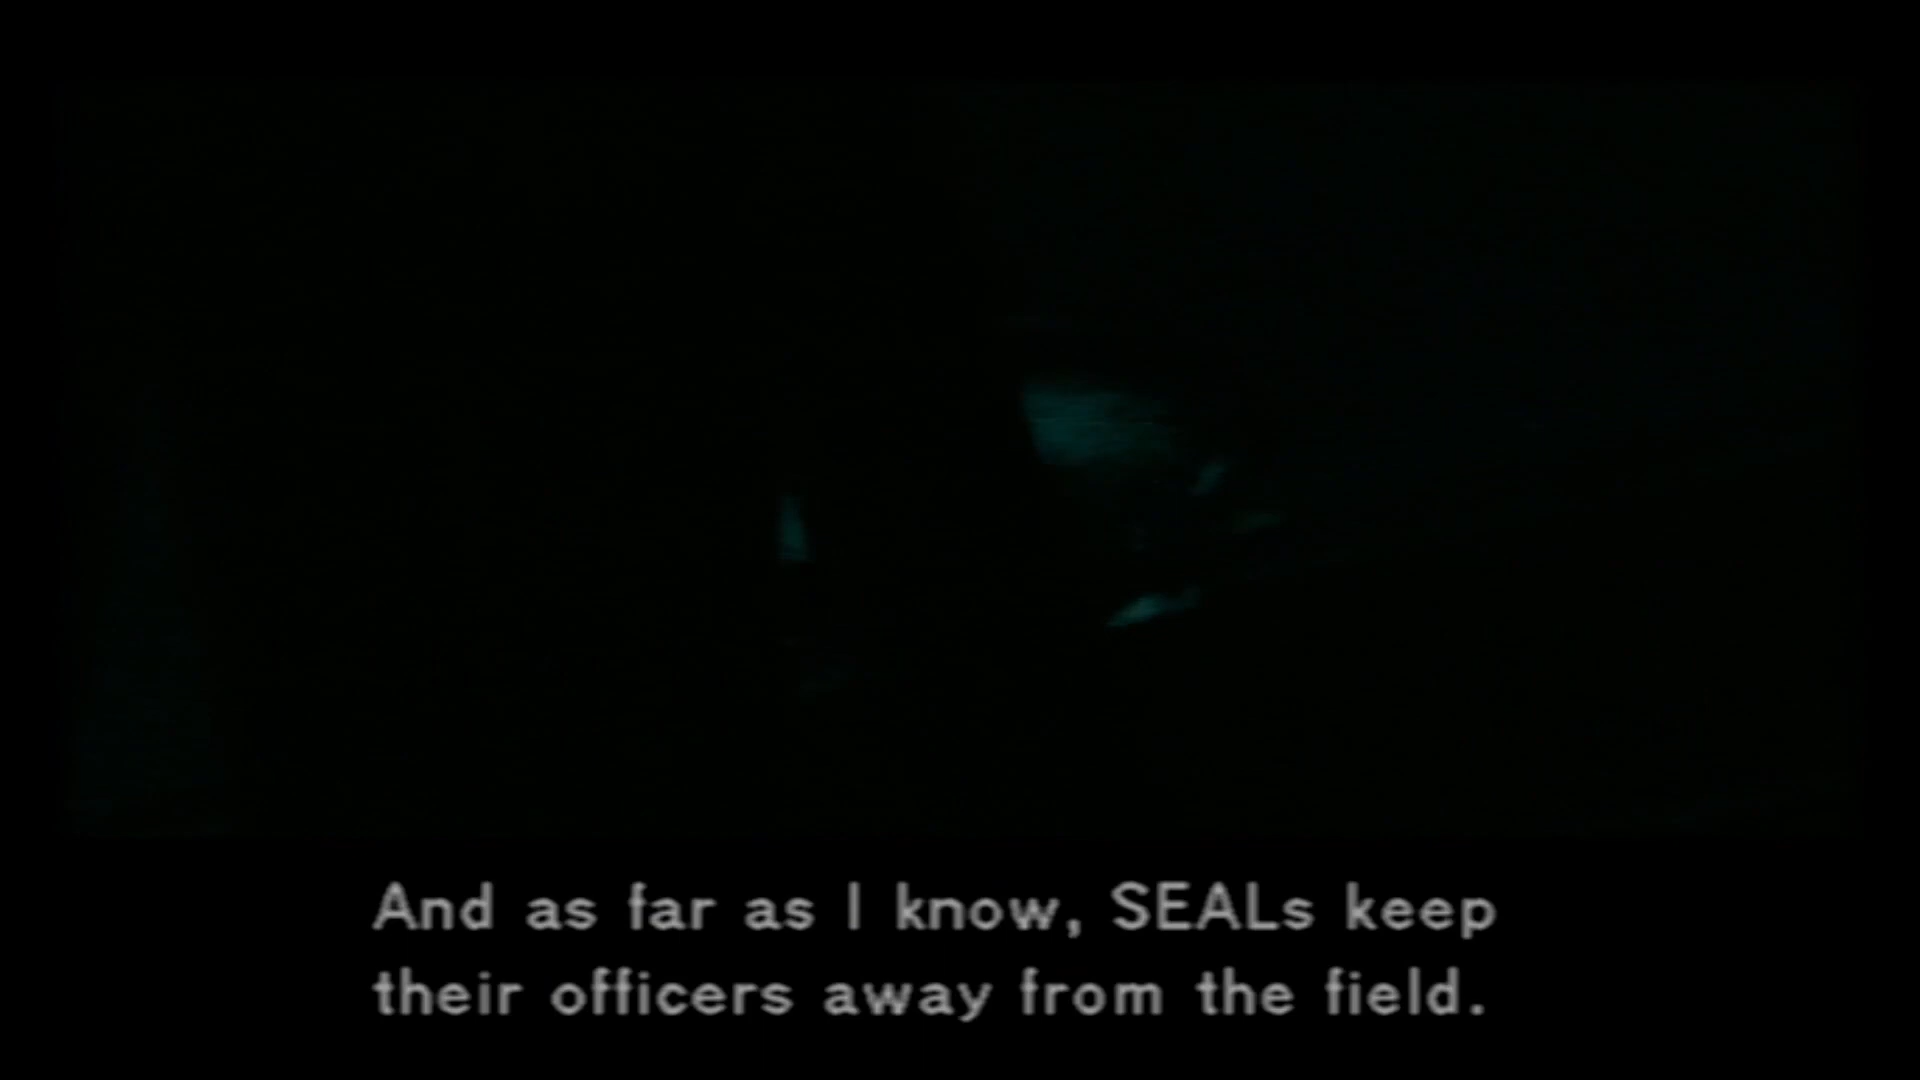 And as far as I know, SEALs keep
their officers away from the field.